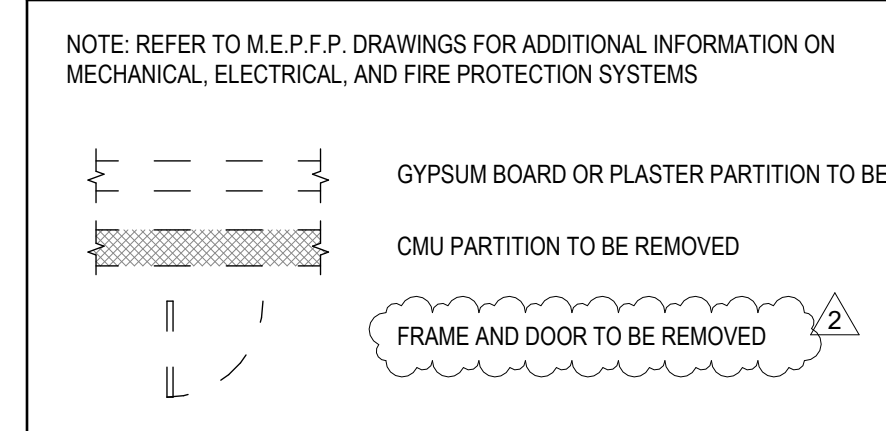 NOTE: REFER TO M.E.P.F.P. DRAWINGS FOR ADDITIONAL INFORMATION ON
MECHANICAL, ELECTRICAL, AND FIRE PROTECTION SYSTEMS
GYPSUM BOARD OR PLASTER PARTITION TO BE
CMU PARTITION TO BE REMOVED
FRAME AND DOOR TO BE REMOVED 2